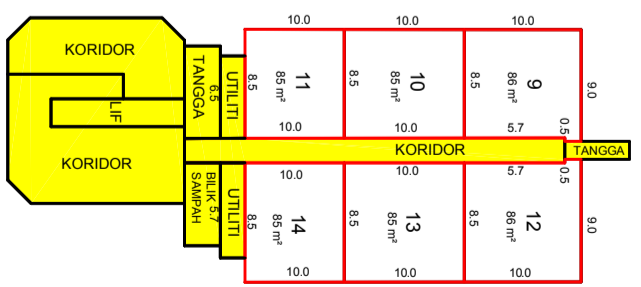 10.0 10.0 10.0
KORIDOR
TANGGA
6.5
UTILITI
8.5
11
85 m²
8.5
10
85 m²
8.5
9
86 m²
9.0
LIF
10.0 10.0 5.7 0.5
KORIDOR
TANGGA
KORIDOR
10.0 10.0 5.7 0.5
BILIK 5.7
SAMPAH
UTILITI
8.5
14
85 m²
8.5
13
85 m²
8.5
12
86 m²
9.0
10.0 10.0 10.0